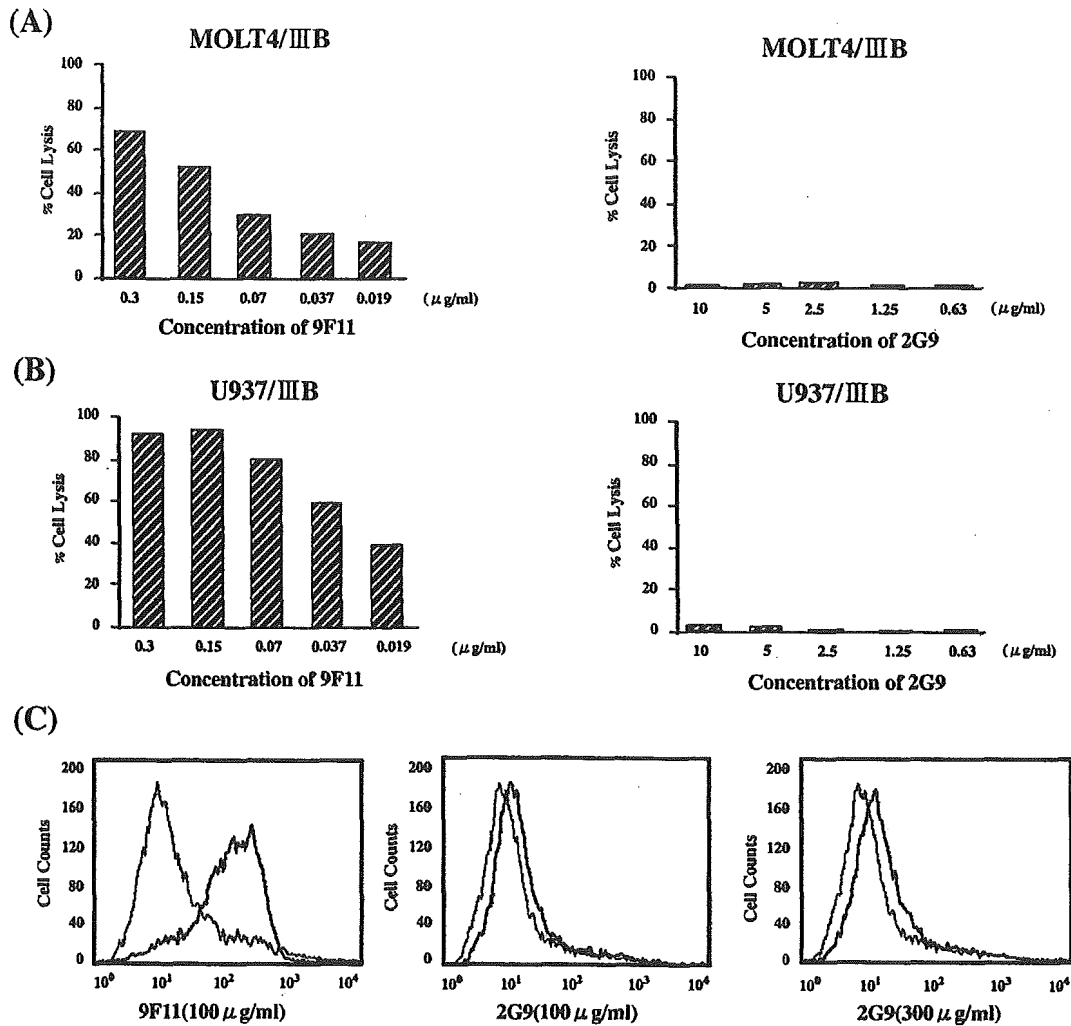 (A)
MOLT4/ⅢB
100
80
60
40
20
0
% Cell Lysis
0.3 0.15 0.07 0.037 0.019 (μg/ml)
Concentration of 9F11
MOLT4/ⅢB
100
80
60
40
20
0
% Cell Lysis
10 5 2.5 1.25 0.63 (μg/ml)
Concentration of 2G9
(B)
U937/ⅢB
100
80
60
40
20
0
% Cell Lysis
0.3 0.15 0.07 0.037 0.019 (μg/ml)
Concentration of 9F11
U937/ⅢB
100
80
60
40
20
0
% Cell Lysis
10 5 2.5 1.25 0.63 (μg/ml)
Concentration of 2G9
(C)
200
160
120
80
40
0
Cell Counts
10⁰ 10¹ 10² 10³ 10⁴
9F11(100μg/ml)
200
160
120
80
40
0
Cell Counts
10⁰ 10¹ 10² 10³ 10⁴
2G9(100μg/ml)
200
160
120
80
40
0
Cell Counts
10⁰ 10¹ 10² 10³ 10⁴
2G9(300μg/ml)